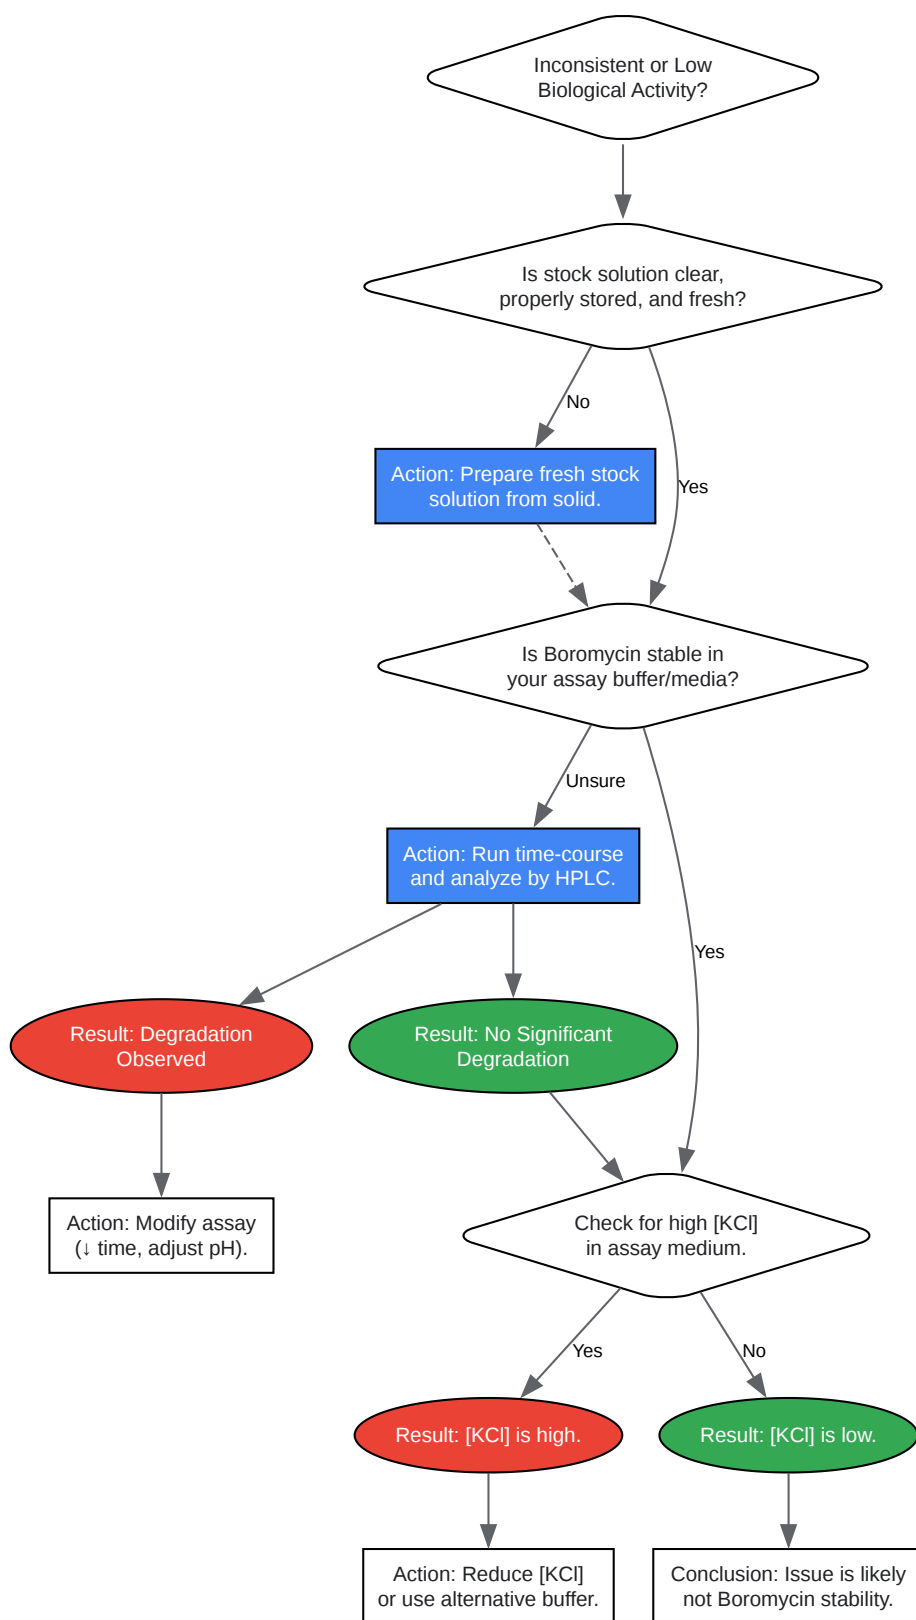 Inconsistent or Low
Biological Activity?
Is stock solution clear,
properly stored, and fresh?
No
Yes
Action: Prepare fresh stock
solution from solid.
Is Boromycin stable in
your assay buffer/media?
Unsure
Yes
Action: Run time-course
and analyze by HPLC.
Result: Degradation
Observed
Result: No Significant
Degradation
Action: Modify assay
(↓ time, adjust pH).
Check for high [KCl]
in assay medium.
Yes
No
Result: [KCl] is high.
Result: [KCl] is low.
Action: Reduce [KCl]
or use alternative buffer.
Conclusion: Issue is likely
not Boromycin stability.